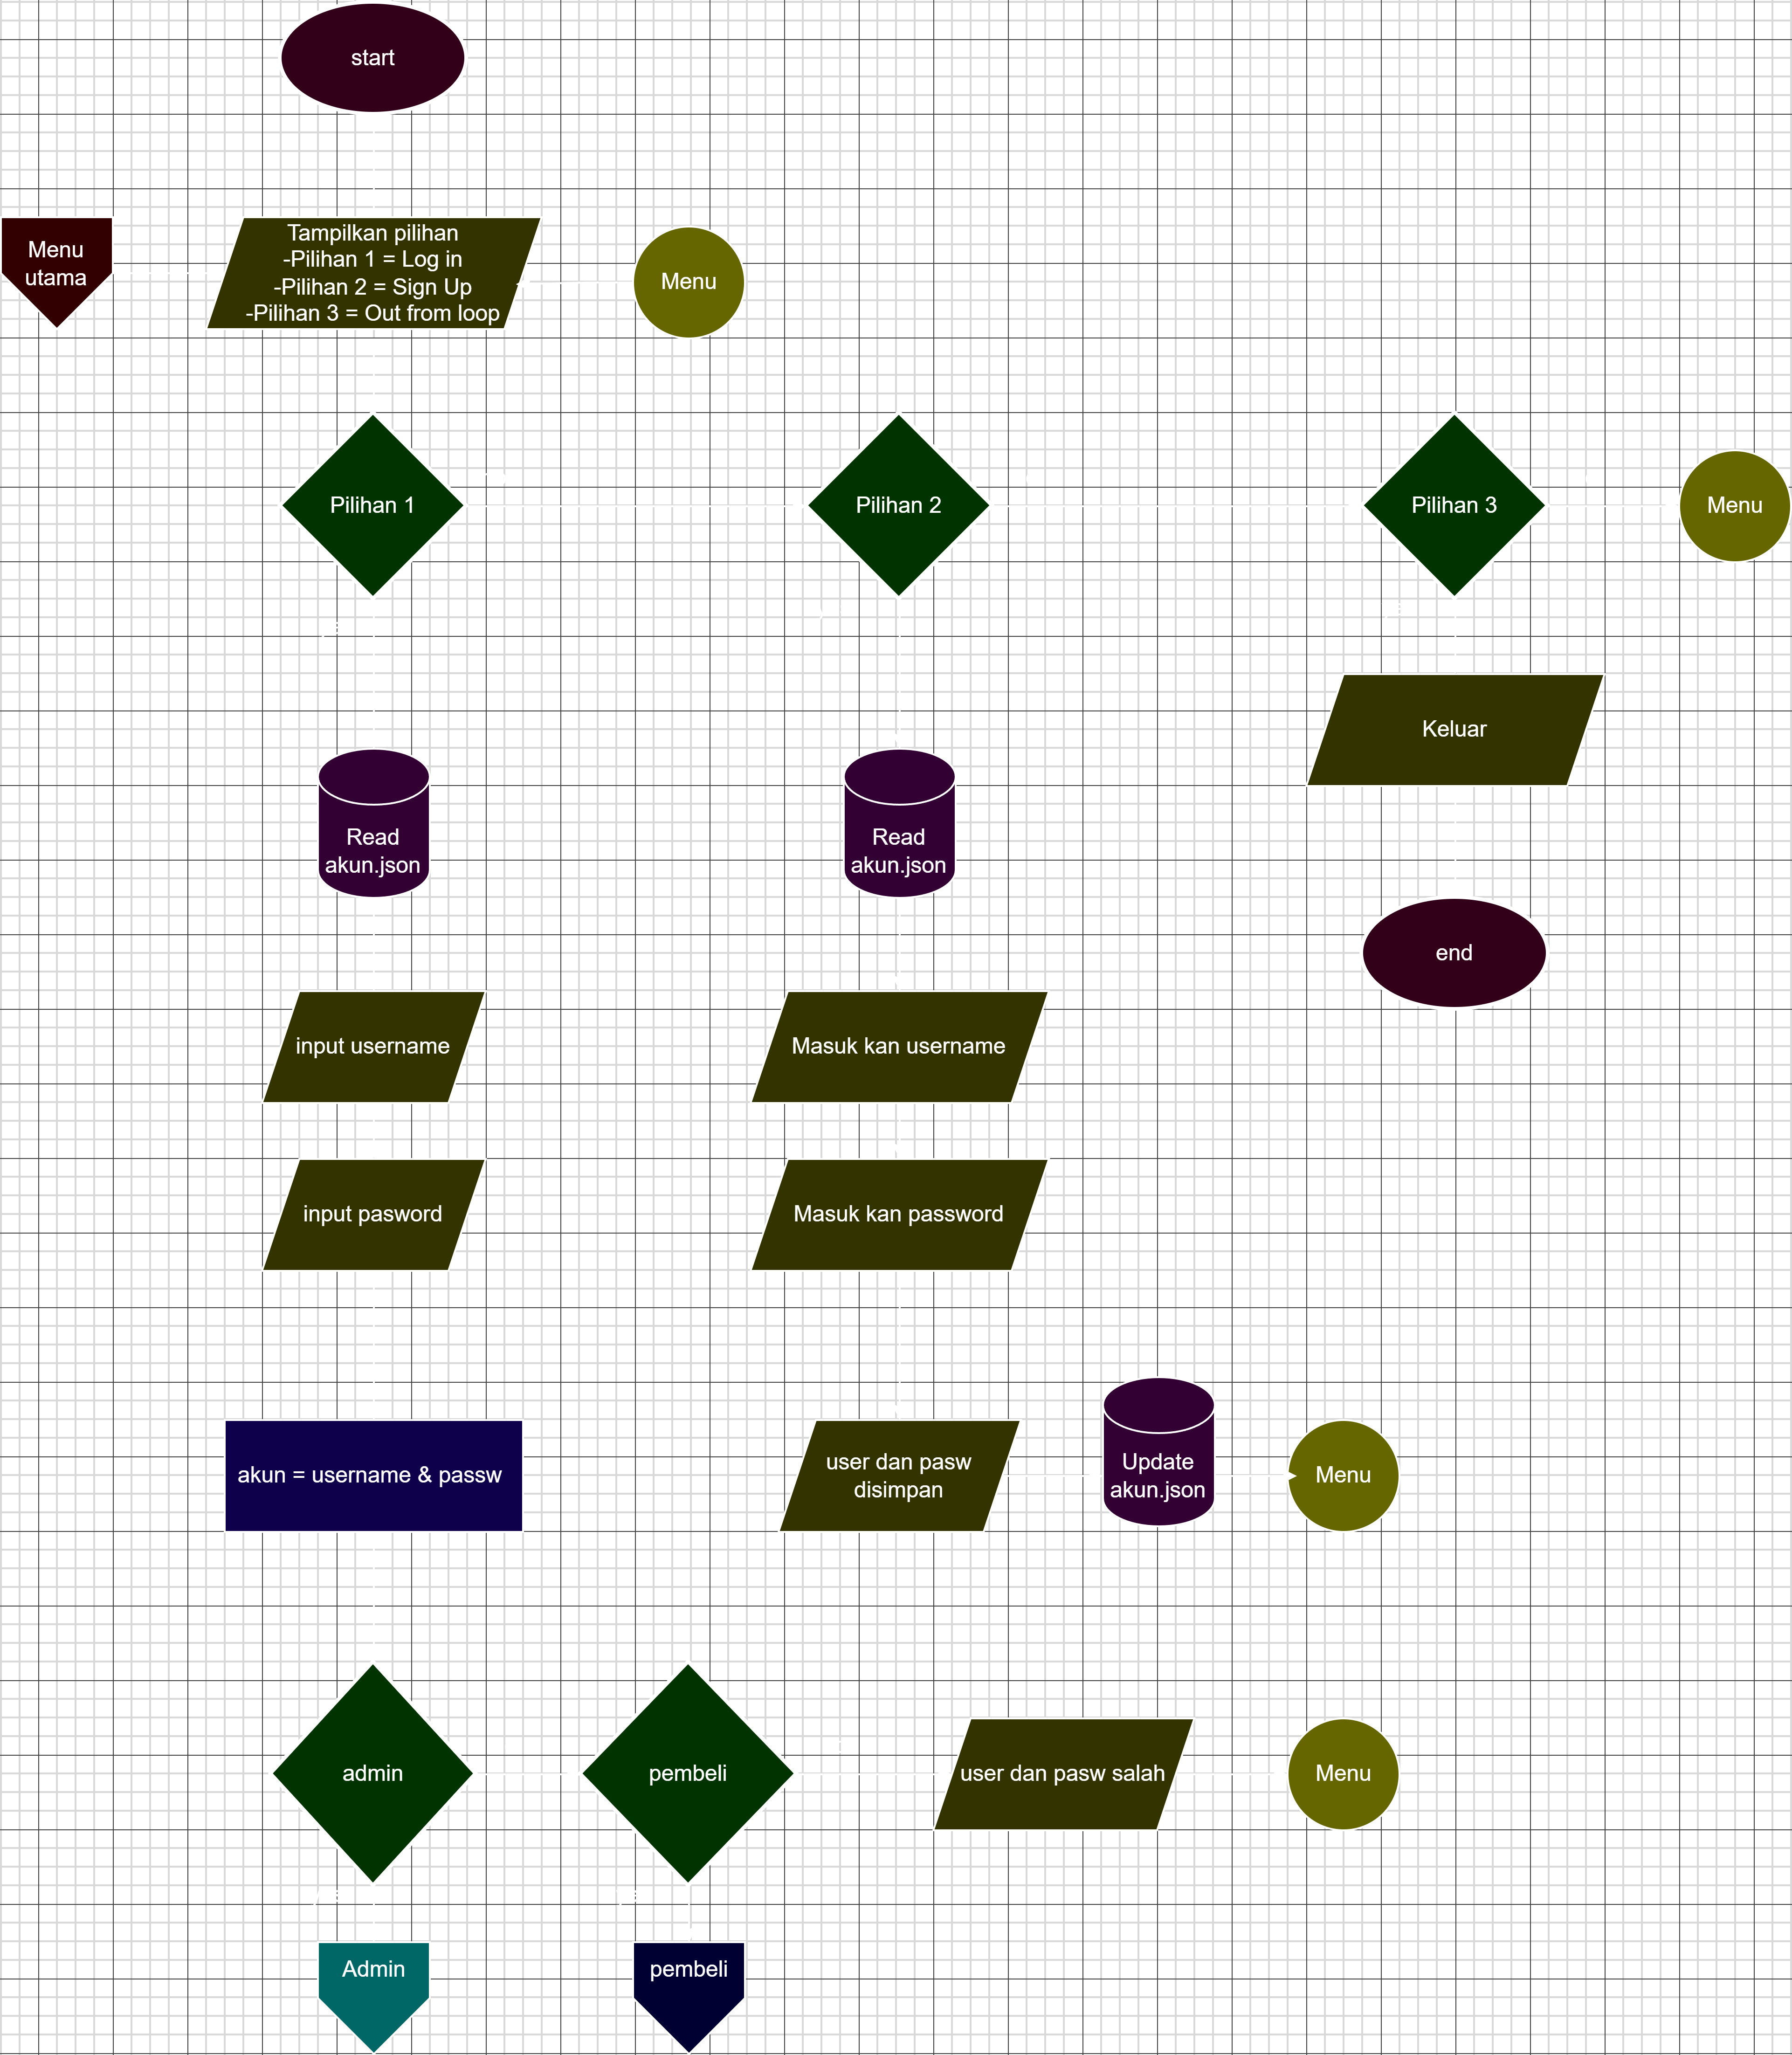 start
Menu
utama
Tampilkan pilihan
-Pilihan 1 = Log in
-Pilihan 2 = Sign Up
-Pilihan 3 = Out from loop
Menu
Pilihan 1
Pilihan 2
Pilihan 3
Menu
Keluar
Read
akun.json
Read
akun.json
end
input username
Masuk kan username
input pasword
Masuk kan password
akun = username & passw
user dan pasw
disimpan
Update
akun.json
Menu
admin
pembeli
user dan pasw salah
Menu
Admin
pembeli